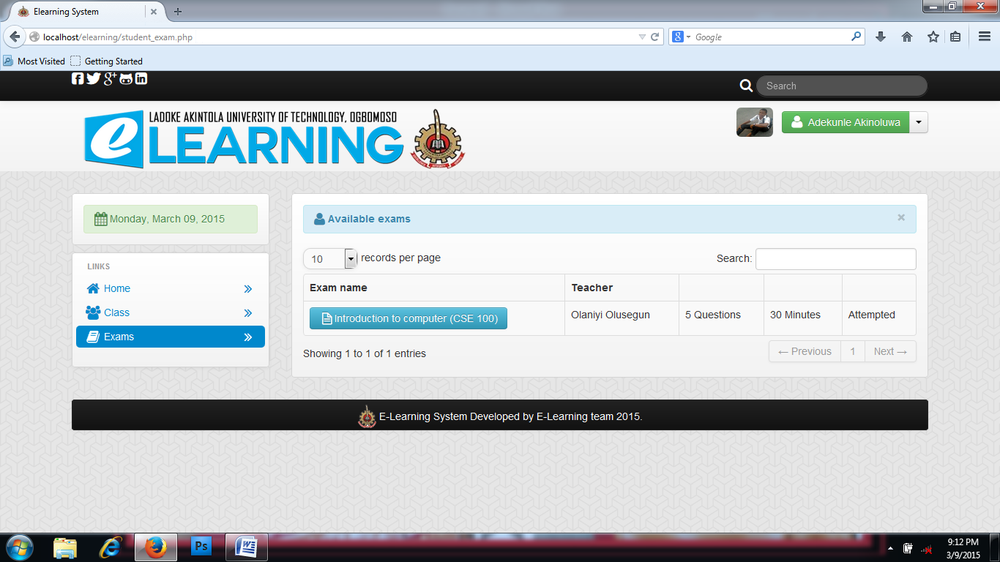 Elearning System
localhost/elearning/student_exam.php
Google
Most Visited
Getting Started
Search
LADOKE AKINTOLA UNIVERSITY OF TECHNOLOGY, OGBOMOSO
e LEARNING
Adekunle Akinoluwa
Monday, March 09, 2015
Available exams
×
LINKS
Home
Class
Exams
10 records per page
Search:
Exam name Teacher
Introduction to computer (CSE 100) Olaniyi Olusegun 5 Questions 30 Minutes Attempted
Showing 1 to 1 of 1 entries
← Previous 1 Next →
E-Learning System Developed by E-Learning team 2015.
Ps
9:12 PM
3/9/2015